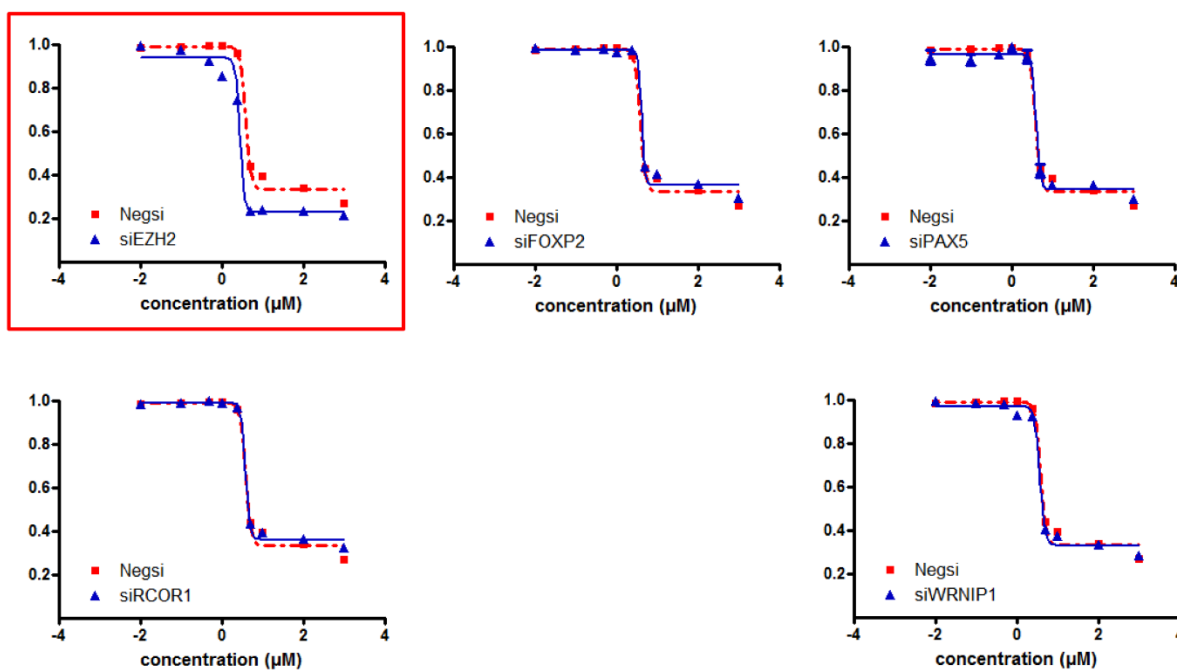 1.0 1.0 1.0
0.8 0.8 0.8
0.6 0.6 0.6
0.4 0.4 0.4
0.2 Negsi 0.2 Negsi 0.2 Negsi
siEZH2 siFOXP2 siPAX5
-2 0 2 4 -2 0 2 4 -4 -2 0 2 4
concentration (µM) concentration (µM) concentration (µM)
1.0 1.0
0.8 0.8
0.6 0.6
0.4 0.4
0.2 Negsi 0.2 Negsi
siRCOR1 siWRNIP1
-4 -2 0 2 4 -4 -2 0 2 4
concentration (µM) concentration (µM)